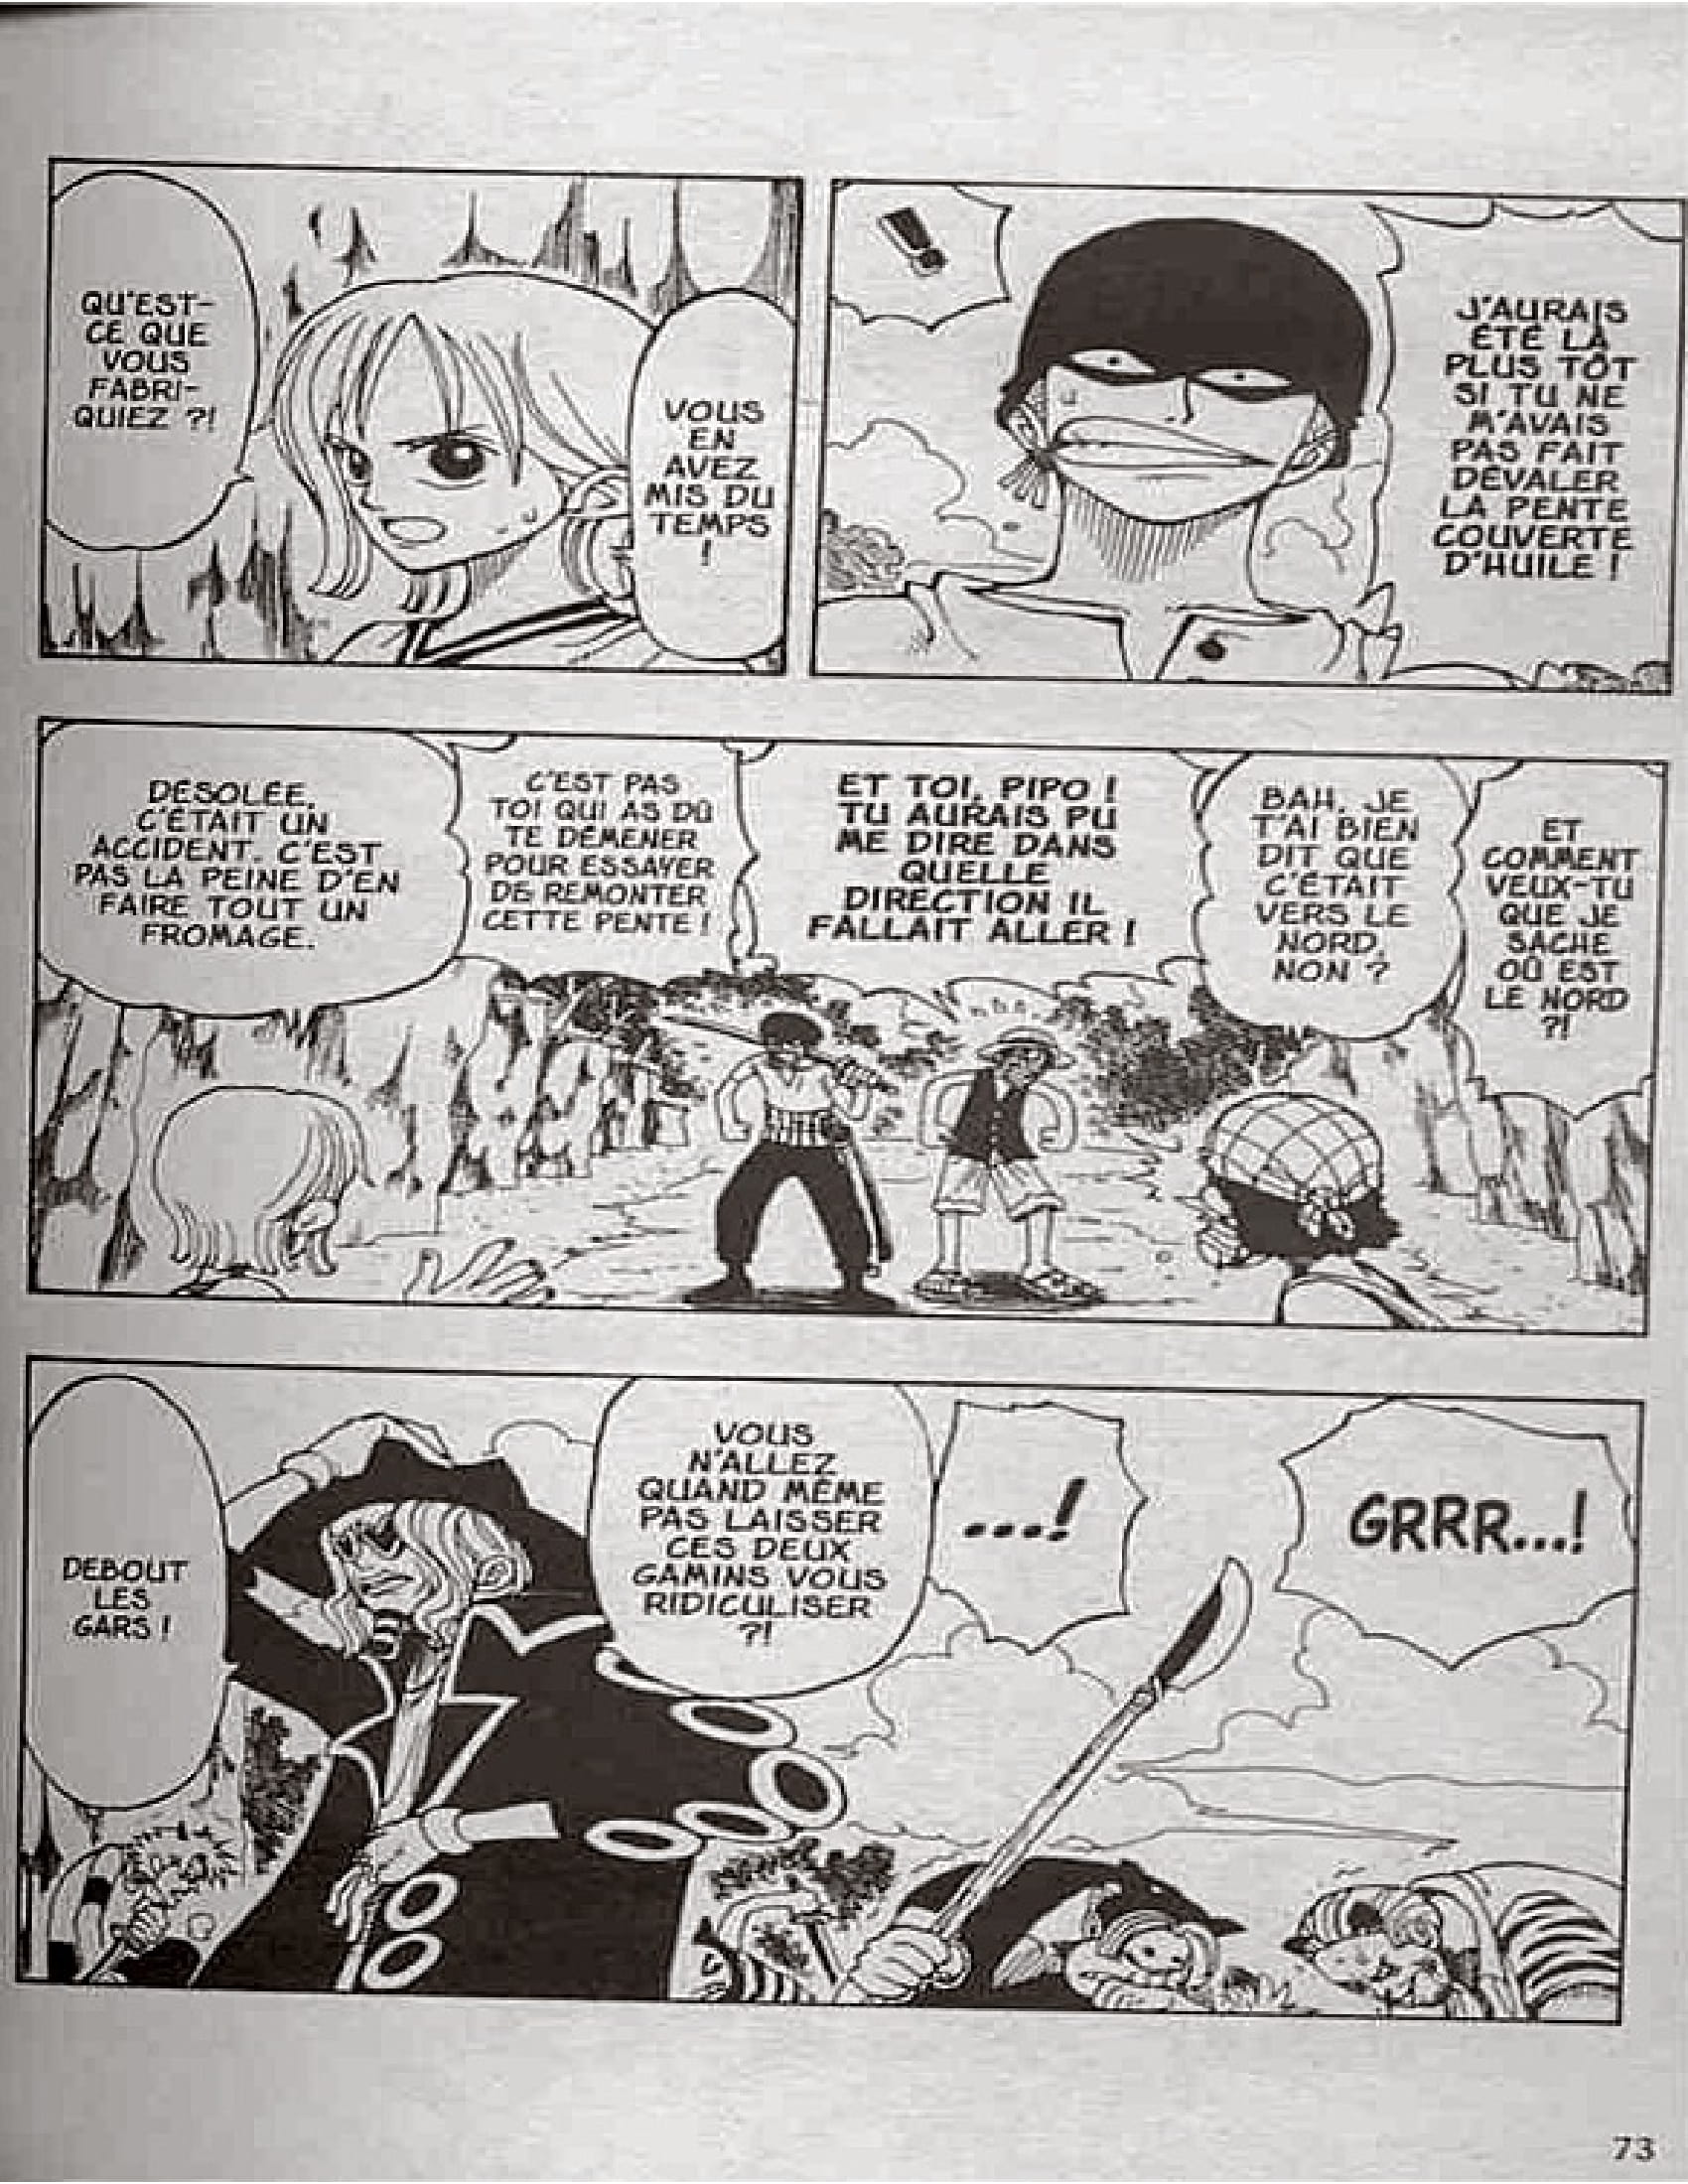 QU'EST-
CE QUE
VOUS
FABRI-
QUIEZ ?!
VOUS
EN
AVEZ
MIS DU
TEMPS
!
!
J'AURAIS
ÉTÉ LÀ
PLUS TÔT
SI TU NE
M'AVAIS
PAS FAIT
DÉVALER
LA PENTE
COUVERTE
D'HUILE !
DÉSOLÉE.
C'ÉTAIT UN
ACCIDENT. C'EST
PAS LA PEINE D'EN
FAIRE TOUT UN
FROMAGE.
C'EST PAS
TOI QUI AS DÛ
TE DÉMENER
POUR ESSAYER
DE REMONTER
CETTE PENTE !
ET TOI, PIPO !
TU AURAIS PU
ME DIRE DANS
QUELLE
DIRECTION IL
FALLAIT ALLER !
BAH, JE
T'AI BIEN
DIT QUE
C'ÉTAIT
VERS LE
NORD,
NON ?
ET
COMMENT
VEUX-TU
QUE JE
SACHE
OÙ EST
LE NORD
?!
DEBOUT
LES
GARS !
VOUS
N'ALLEZ
QUAND MÊME
PAS LAISSER
CES DEUX
GAMINS VOUS
RIDICULISER
?!
...!
GRRR...!
73